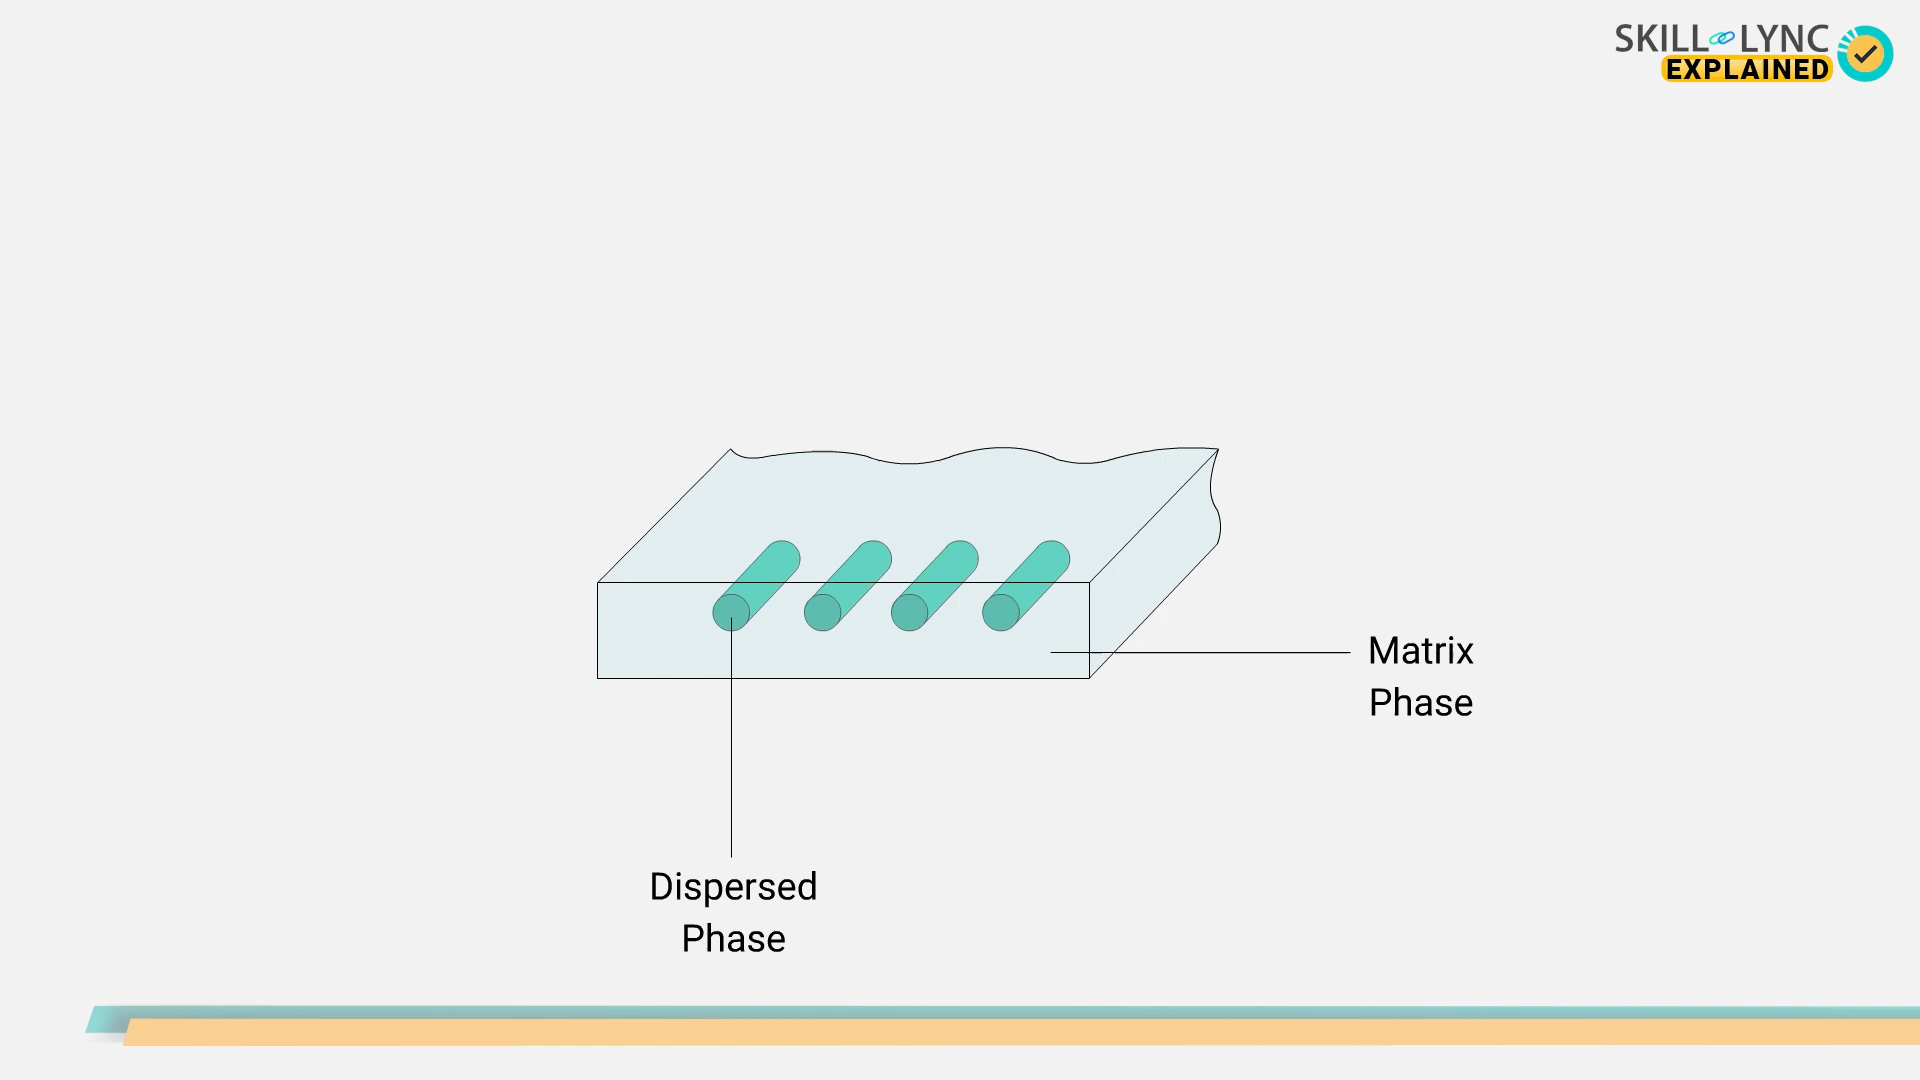 SKILL LYNC
EXPLAINED
Matrix
Phase
Dispersed
Phase